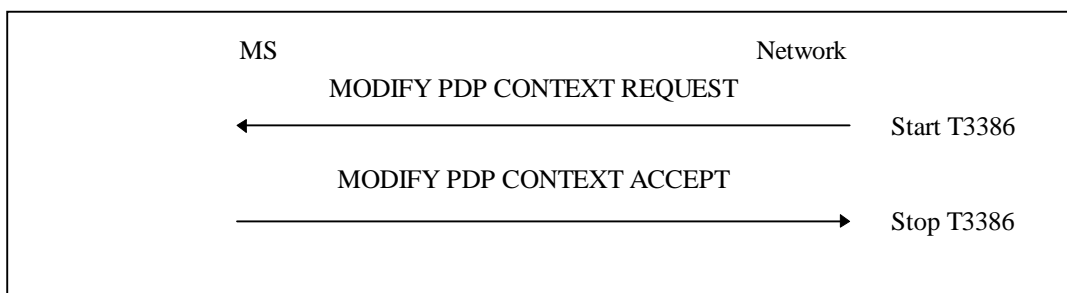 MS Network
MODIFY PDP CONTEXT REQUEST
Start T3386
MODIFY PDP CONTEXT ACCEPT
Stop T3386